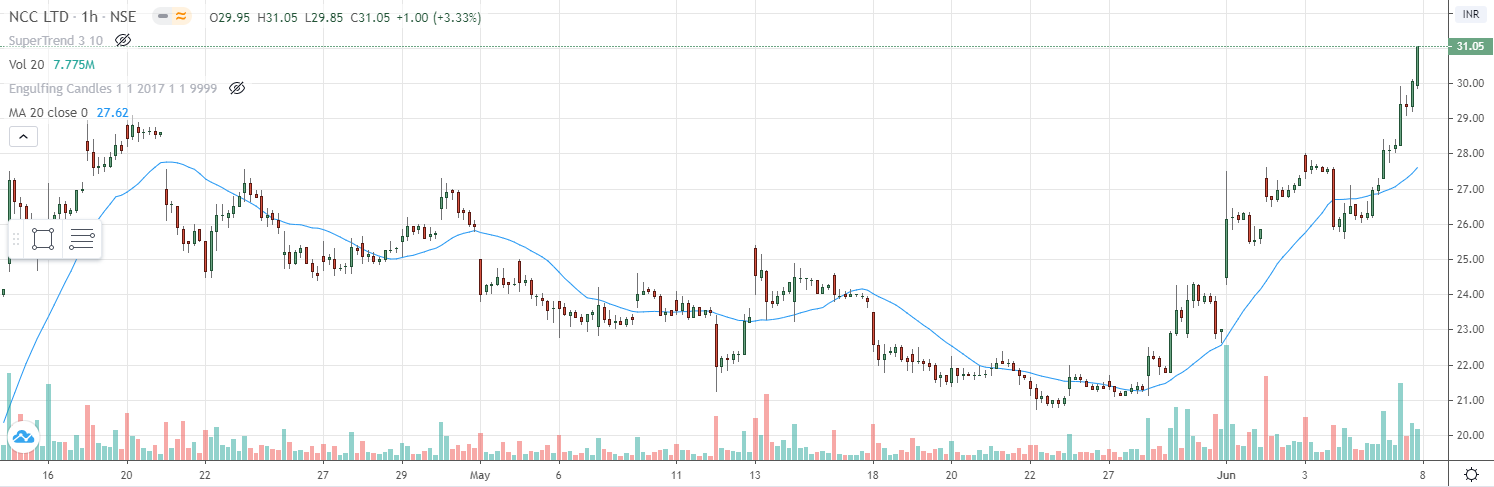 NCC LTD · 1h · NSE O29.95 H31.05 L29.85 C31.05 +1.00 (+3.33%) INR
SuperTrend 3 10
31.05
Vol 20 7.775M
Engulfing Candles 1 1 2017 1 1 9999
MA 20 close 0 27.62
30.00
29.00
28.00
27.00
26.00
25.00
24.00
23.00
22.00
21.00
20.00
16 20 22 27 29 May 6 11 13 18 20 22 27 Jun 3 8